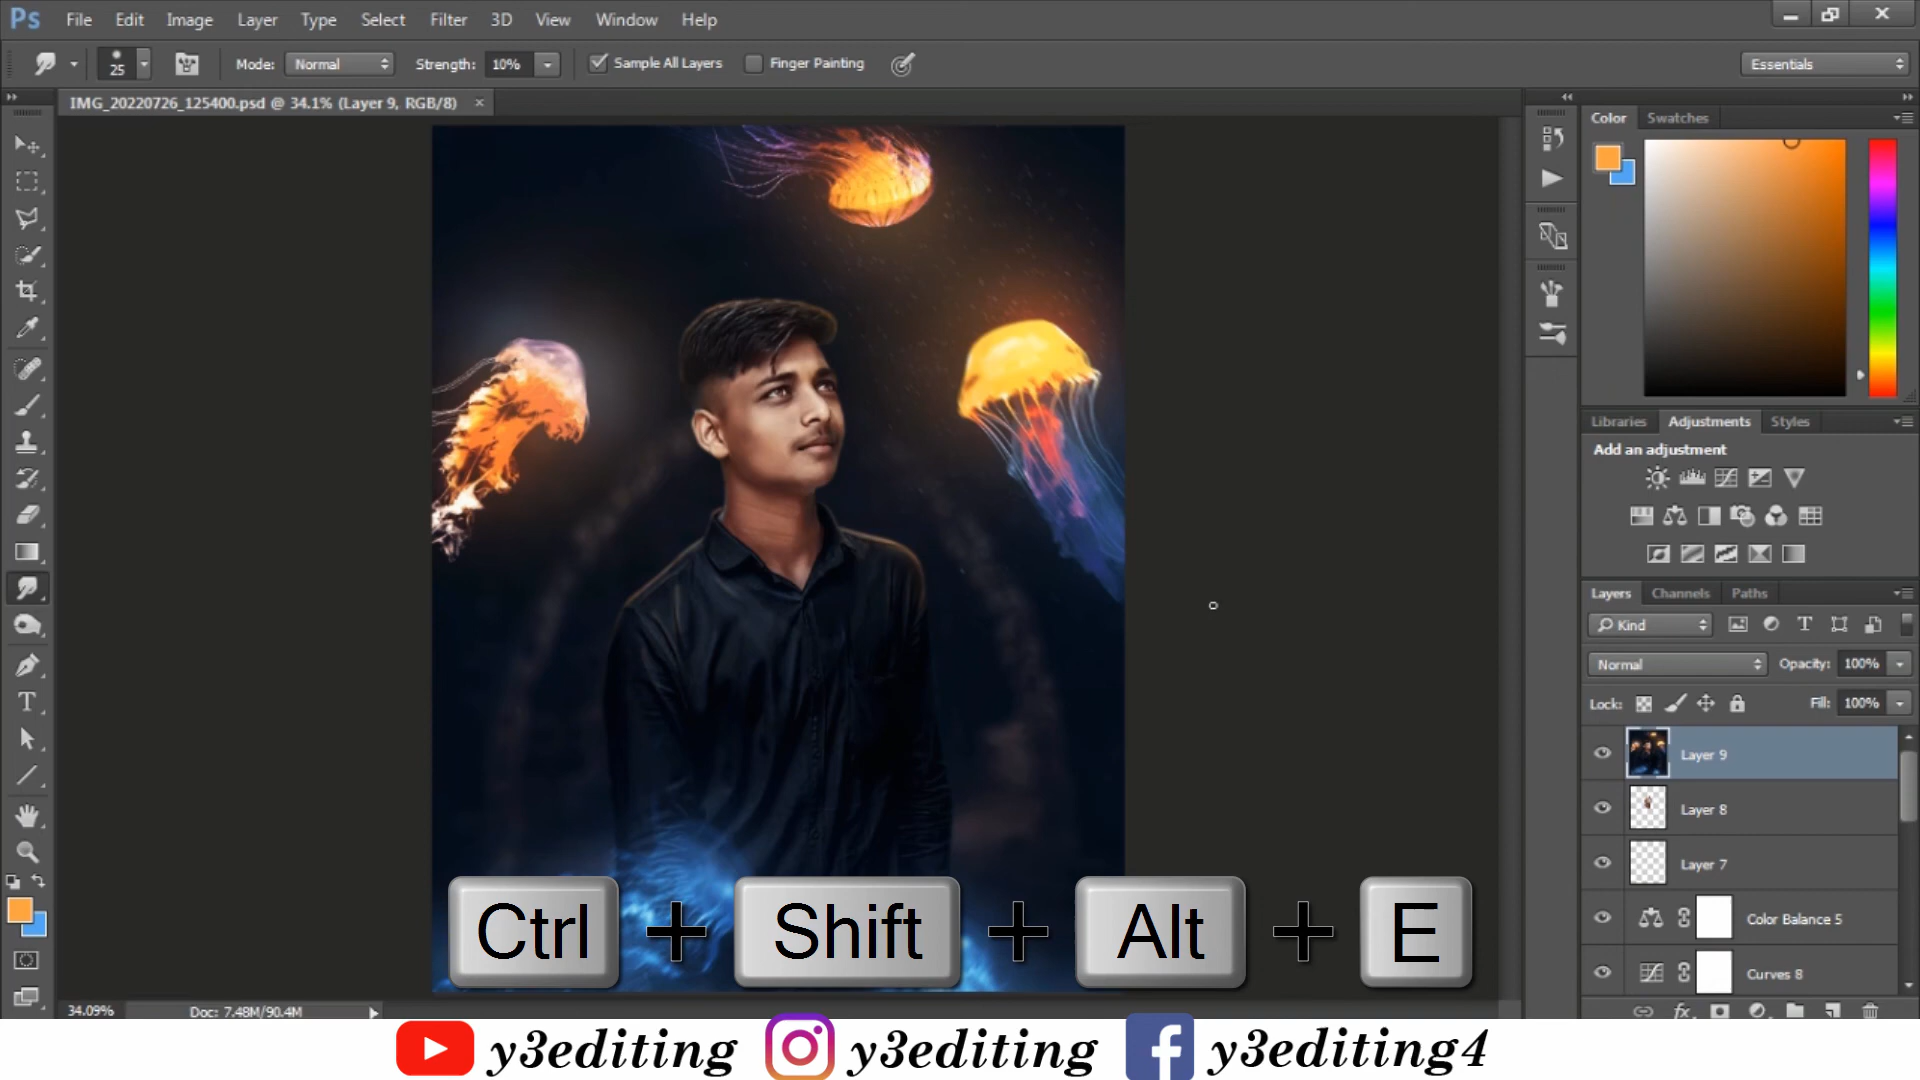 Ps File Edit Image Layer Type Select Filter 3D View Window Help
25 Mode: Normal Strength: 10% Sample All Layers Finger Painting Essentials
IMG_20220726_125400.psd @ 34.1% (Layer 9, RGB/8) ×
Color Swatches
Libraries Adjustments Styles
Add an adjustment
Layers Channels Paths
Kind
Normal Opacity: 100%
Lock: Fill: 100%
Layer 9
Layer 8
Layer 7
Color Balance 5
Curves 8
Ctrl + Shift + Alt + E
34.09% Doc: 7.48M/90.4M
y3editing y3editing y3editing4